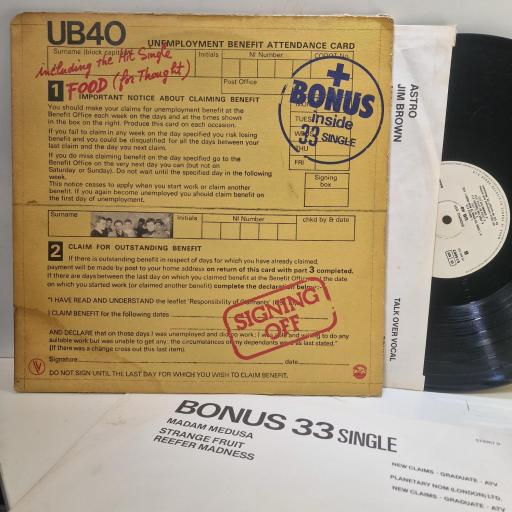 UB40
UNEMPLOYMENT BENEFIT ATTENDANCE CARD
Surname (block capitals)
Initials
NI Number
including the Hit Single
FOOD (for Thought)
Post Office
+
BONUS
inside
33 SINGLE
1 IMPORTANT NOTICE ABOUT CLAIMING BENEFIT
You should make your claims for unemployment benefit at the
Benefit Office each week on the days and at the times shown
in the box on the right. Produce this card on each occasion.
If you fail to claim in any week on the day specified you risk losing
benefit and you could be disqualified for all the days between your
last claim and the day you next claim.
If you do miss claiming benefit on the day specified go to the
Benefit Office on the very next day you can (but not on
Saturday or Sunday). Do not wait until the specified day in the following
week.
This notice ceases to apply when you start work or claim another
benefit. If you again become unemployed you should claim benefit on
the first day of unemployment.
TUES
THU
FRI
Signing
box
Surname
Initials
NI Number
chkd by & date
2 CLAIM FOR OUTSTANDING BENEFIT
If there is outstanding benefit in respect of days for which you have already claimed,
payment will be made by post to your home address on return of this card with part 3 completed.
If there are days between the last day on which you claimed benefit at the Benefit Office and the date
on which you started work (or claimed another benefit) complete the declaration below:-
"I HAVE READ AND UNDERSTAND the leaflet 'Responsibility of Claimants'
I CLAIM BENEFIT for the following dates
SIGNING
OFF
AND DECLARE that on those days I was unemployed and did no work; I was able and willing to do any
suitable work but was unable to get any; the circumstances of my dependants were as last stated."
(If there was a change cross out this last item).
Signature
date
DO NOT SIGN UNTIL THE LAST DAY FOR WHICH YOU WISH TO CLAIM BENEFIT.
ASTRO
JIM BROWN
TALK OVER VOCAL
BONUS 33 SINGLE
MADAM MEDUSA
STRANGE FRUIT
REEFER MADNESS
NEW CLAIMS - GRADUATE - ATV
PLANETARY NOM (LONDON) LTD.
NEW CLAIMS - GRADUATE - ATV